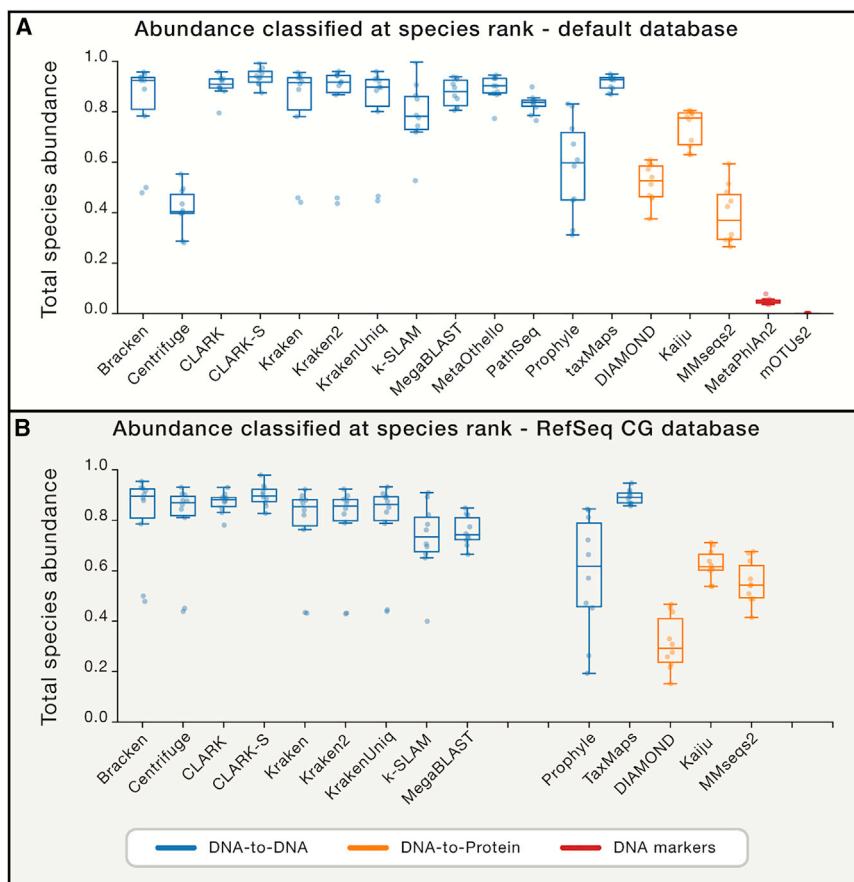 A
Abundance classified at species rank - default database
Total species abundance
1.0
0.8
0.6
0.4
0.2
0.0
Bracken
Centrifuge
CLARK
CLARK-S
Kraken
Kraken2
KrakenUniq
k-SLAM
MegaBLAST
MetaOthello
PathSeq
Prophyle
taxMaps
DIAMOND
Kaiju
MMseqs2
MetaPhlAn2
mOTUs2
B
Abundance classified at species rank - RefSeq CG database
Total species abundance
1.0
0.8
0.6
0.4
0.2
0.0
Bracken
Centrifuge
CLARK
CLARK-S
Kraken
Kraken2
KrakenUniq
k-SLAM
MegaBLAST
Prophyle
TaxMaps
DIAMOND
Kaiju
MMseqs2
DNA-to-DNA
DNA-to-Protein
DNA markers